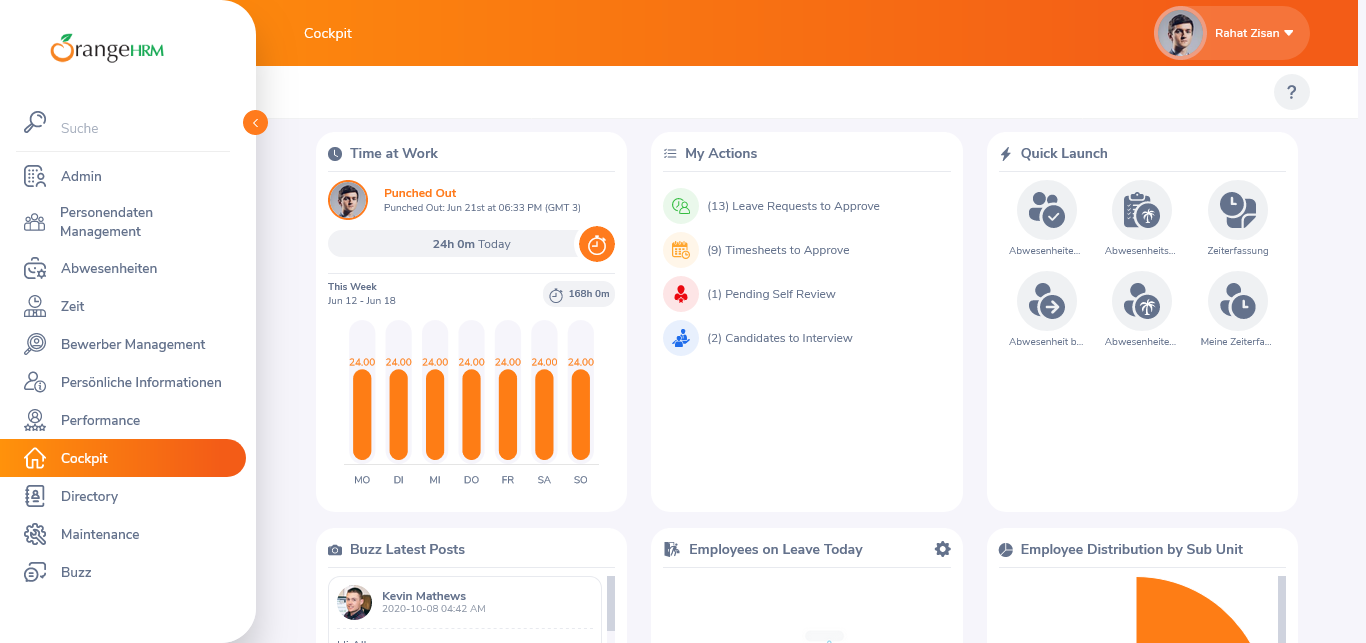 OrangeHRM
Cockpit
Rahat Zisan
?
Suche
Admin
Personendaten
Management
Abwesenheiten
Zeit
Bewerber Management
Persönliche Informationen
Performance
Cockpit
Directory
Maintenance
Buzz
Time at Work
Punched Out
Punched Out: Jun 21st at 06:33 PM (GMT 3)
24h 0m Today
This Week
Jun 12 - Jun 18
168h 0m
24.00 24.00 24.00 24.00 24.00 24.00 24.00
MO DI MI DO FR SA SO
My Actions
(13) Leave Requests to Approve
(9) Timesheets to Approve
(1) Pending Self Review
(2) Candidates to Interview
Quick Launch
Abwesenheite... Abwesenheits... Zeiterfassung
Abwesenheit b... Abwesenheite... Meine Zeiterfa...
Buzz Latest Posts
Kevin Mathews
2020-10-08 04:42 AM
Employees on Leave Today
Employee Distribution by Sub Unit